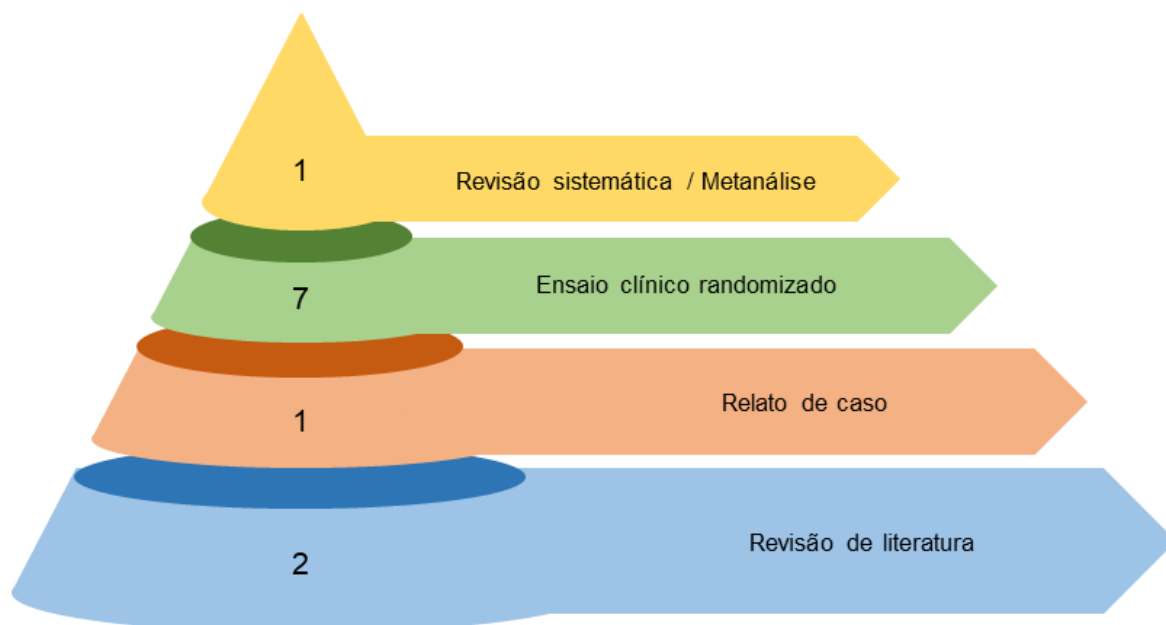 1
Revisão sistemática / Metanálise
7
Ensaio clínico randomizado
1
Relato de caso
2
Revisão de literatura